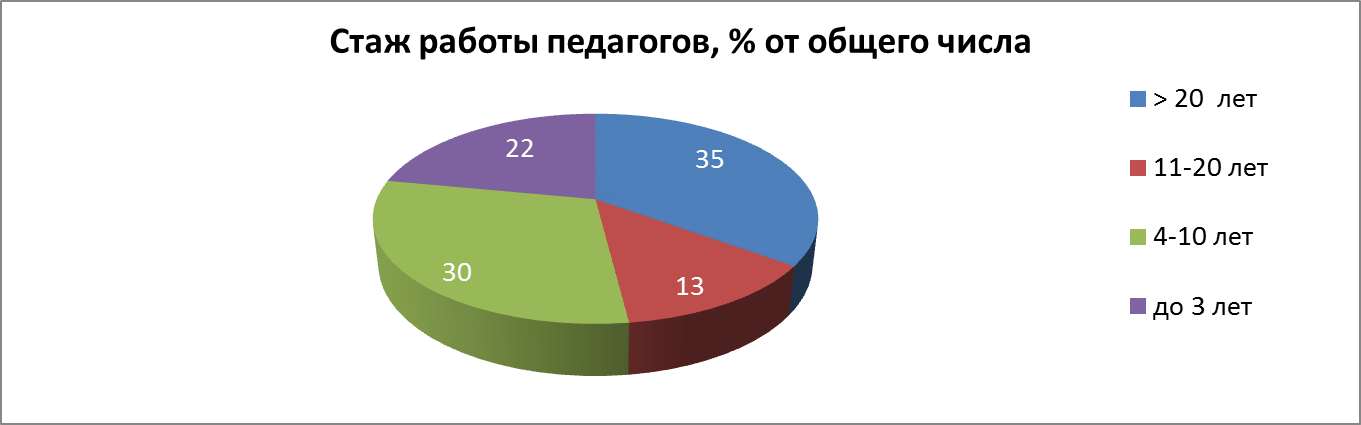 Стаж работы педагогов, % от общего числа
22
35
30
13
> 20  лет
11-20 лет
4-10 лет
до 3 лет